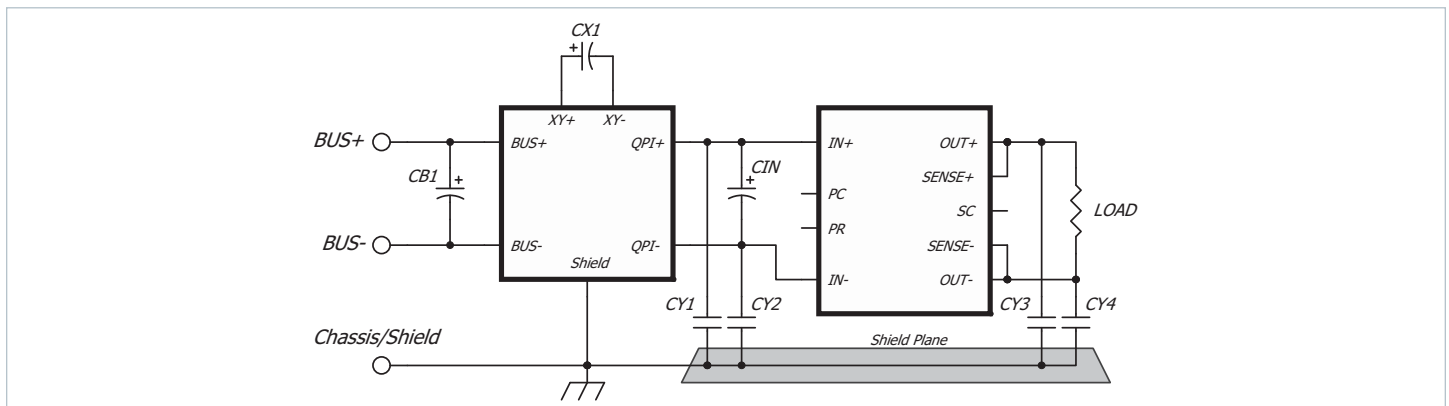 CX1
+
XY+ XY-
BUS+ BUS+ QPI+ IN+ OUT+
CB1 + CIN + SENSE+
PC
SC LOAD
PR
BUS- BUS- QPI- SENSE-
Shield
IN- OUT-
CY1 CY2 CY3 CY4
Chassis/Shield Shield Plane